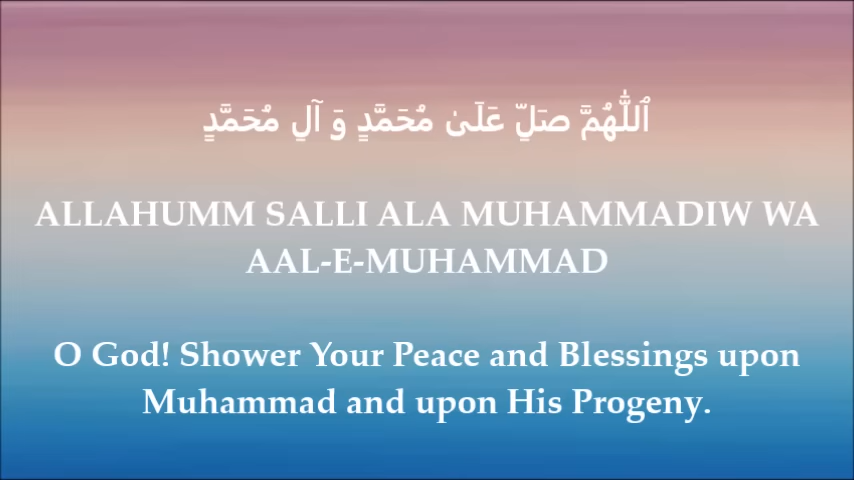 ٱللّٰهُمَّ صَلِّ عَلَىٰ مُحَمَّدٍ وَ آلِ مُحَمَّدٍ
ALLAHUMM SALLI ALA MUHAMMADIW WA
AAL-E-MUHAMMAD
O God! Shower Your Peace and Blessings upon
Muhammad and upon His Progeny.